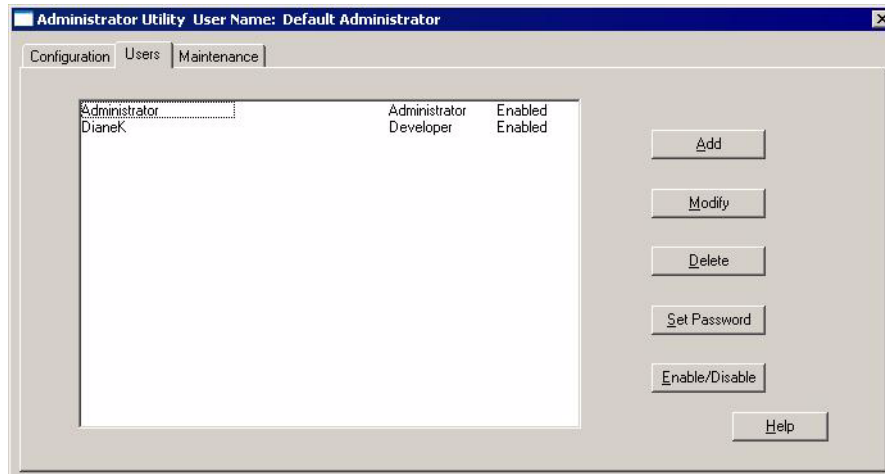 Administrator Utility User Name: Default Administrator
Configuration Users Maintenance
Administrator Administrator Enabled
DianeK Developer Enabled
Add
Modify
Delete
Set Password
Enable/Disable
Help